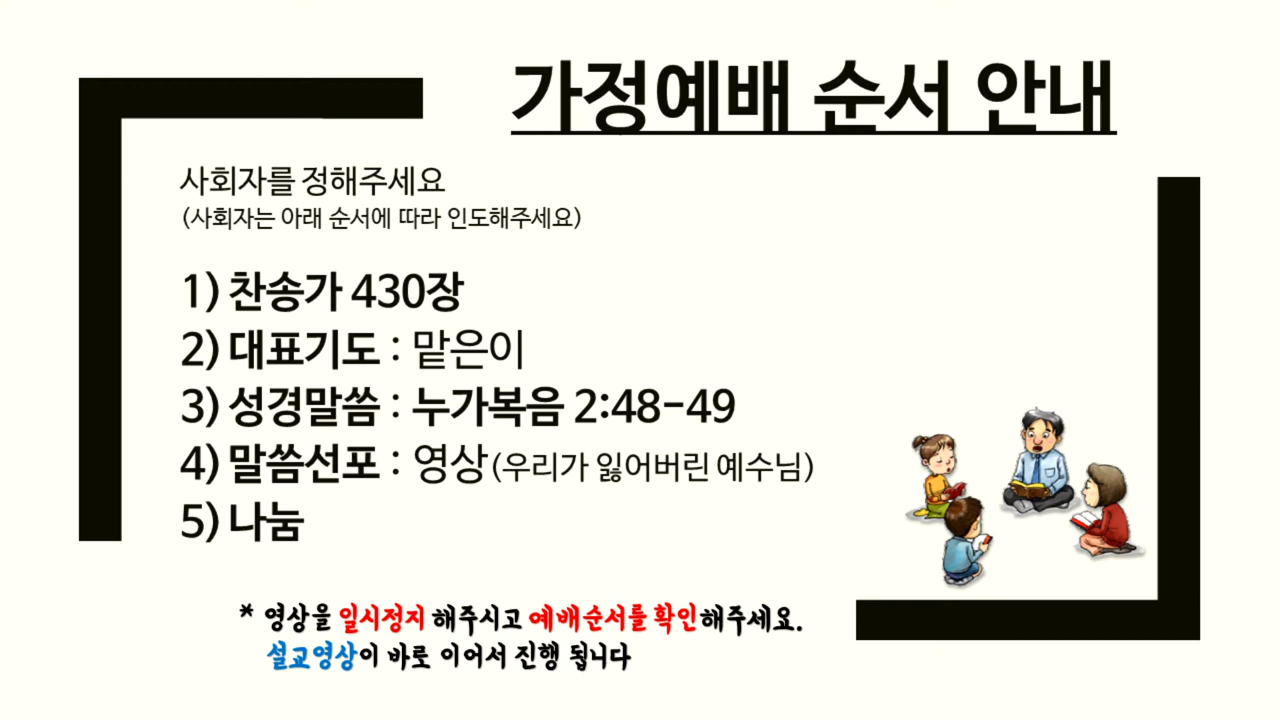 가정예배 순서 안내
사회자를 정해주세요
(사회자는 아래 순서에 따라 인도해주세요)
1) 찬송가 430장
2) 대표기도 : 맡은이
3) 성경말씀 : 누가복음 2:48-49
4) 말씀선포 : 영상(우리가 잃어버린 예수님)
5) 나눔
* 영상을 일시정지 해주시고 예배순서를 확인해주세요.
설교영상이 바로 이어서 진행 됩니다